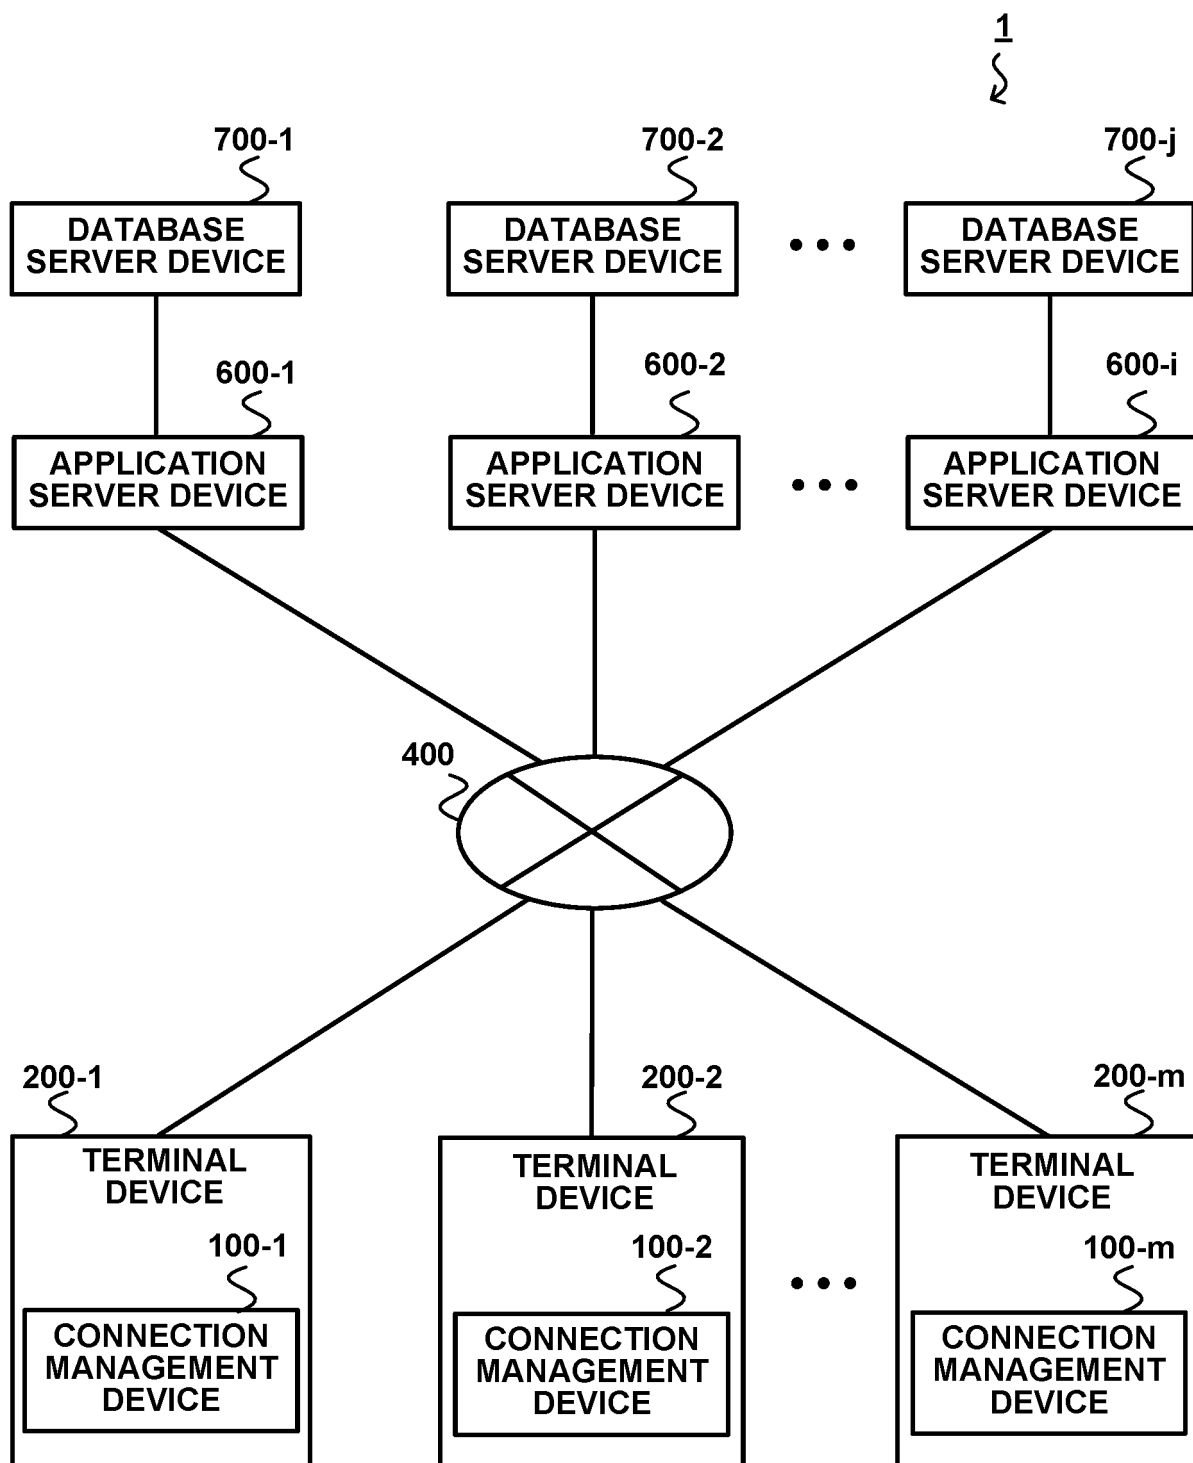 1
700-1
700-2
700-j
DATABASE
SERVER DEVICE
DATABASE
SERVER DEVICE
DATABASE
SERVER DEVICE
600-1
600-2
600-i
APPLICATION
SERVER DEVICE
APPLICATION
SERVER DEVICE
APPLICATION
SERVER DEVICE
400
200-1
200-2
200-m
TERMINAL
DEVICE
TERMINAL
DEVICE
TERMINAL
DEVICE
100-1
100-2
100-m
CONNECTION
MANAGEMENT
DEVICE
CONNECTION
MANAGEMENT
DEVICE
CONNECTION
MANAGEMENT
DEVICE